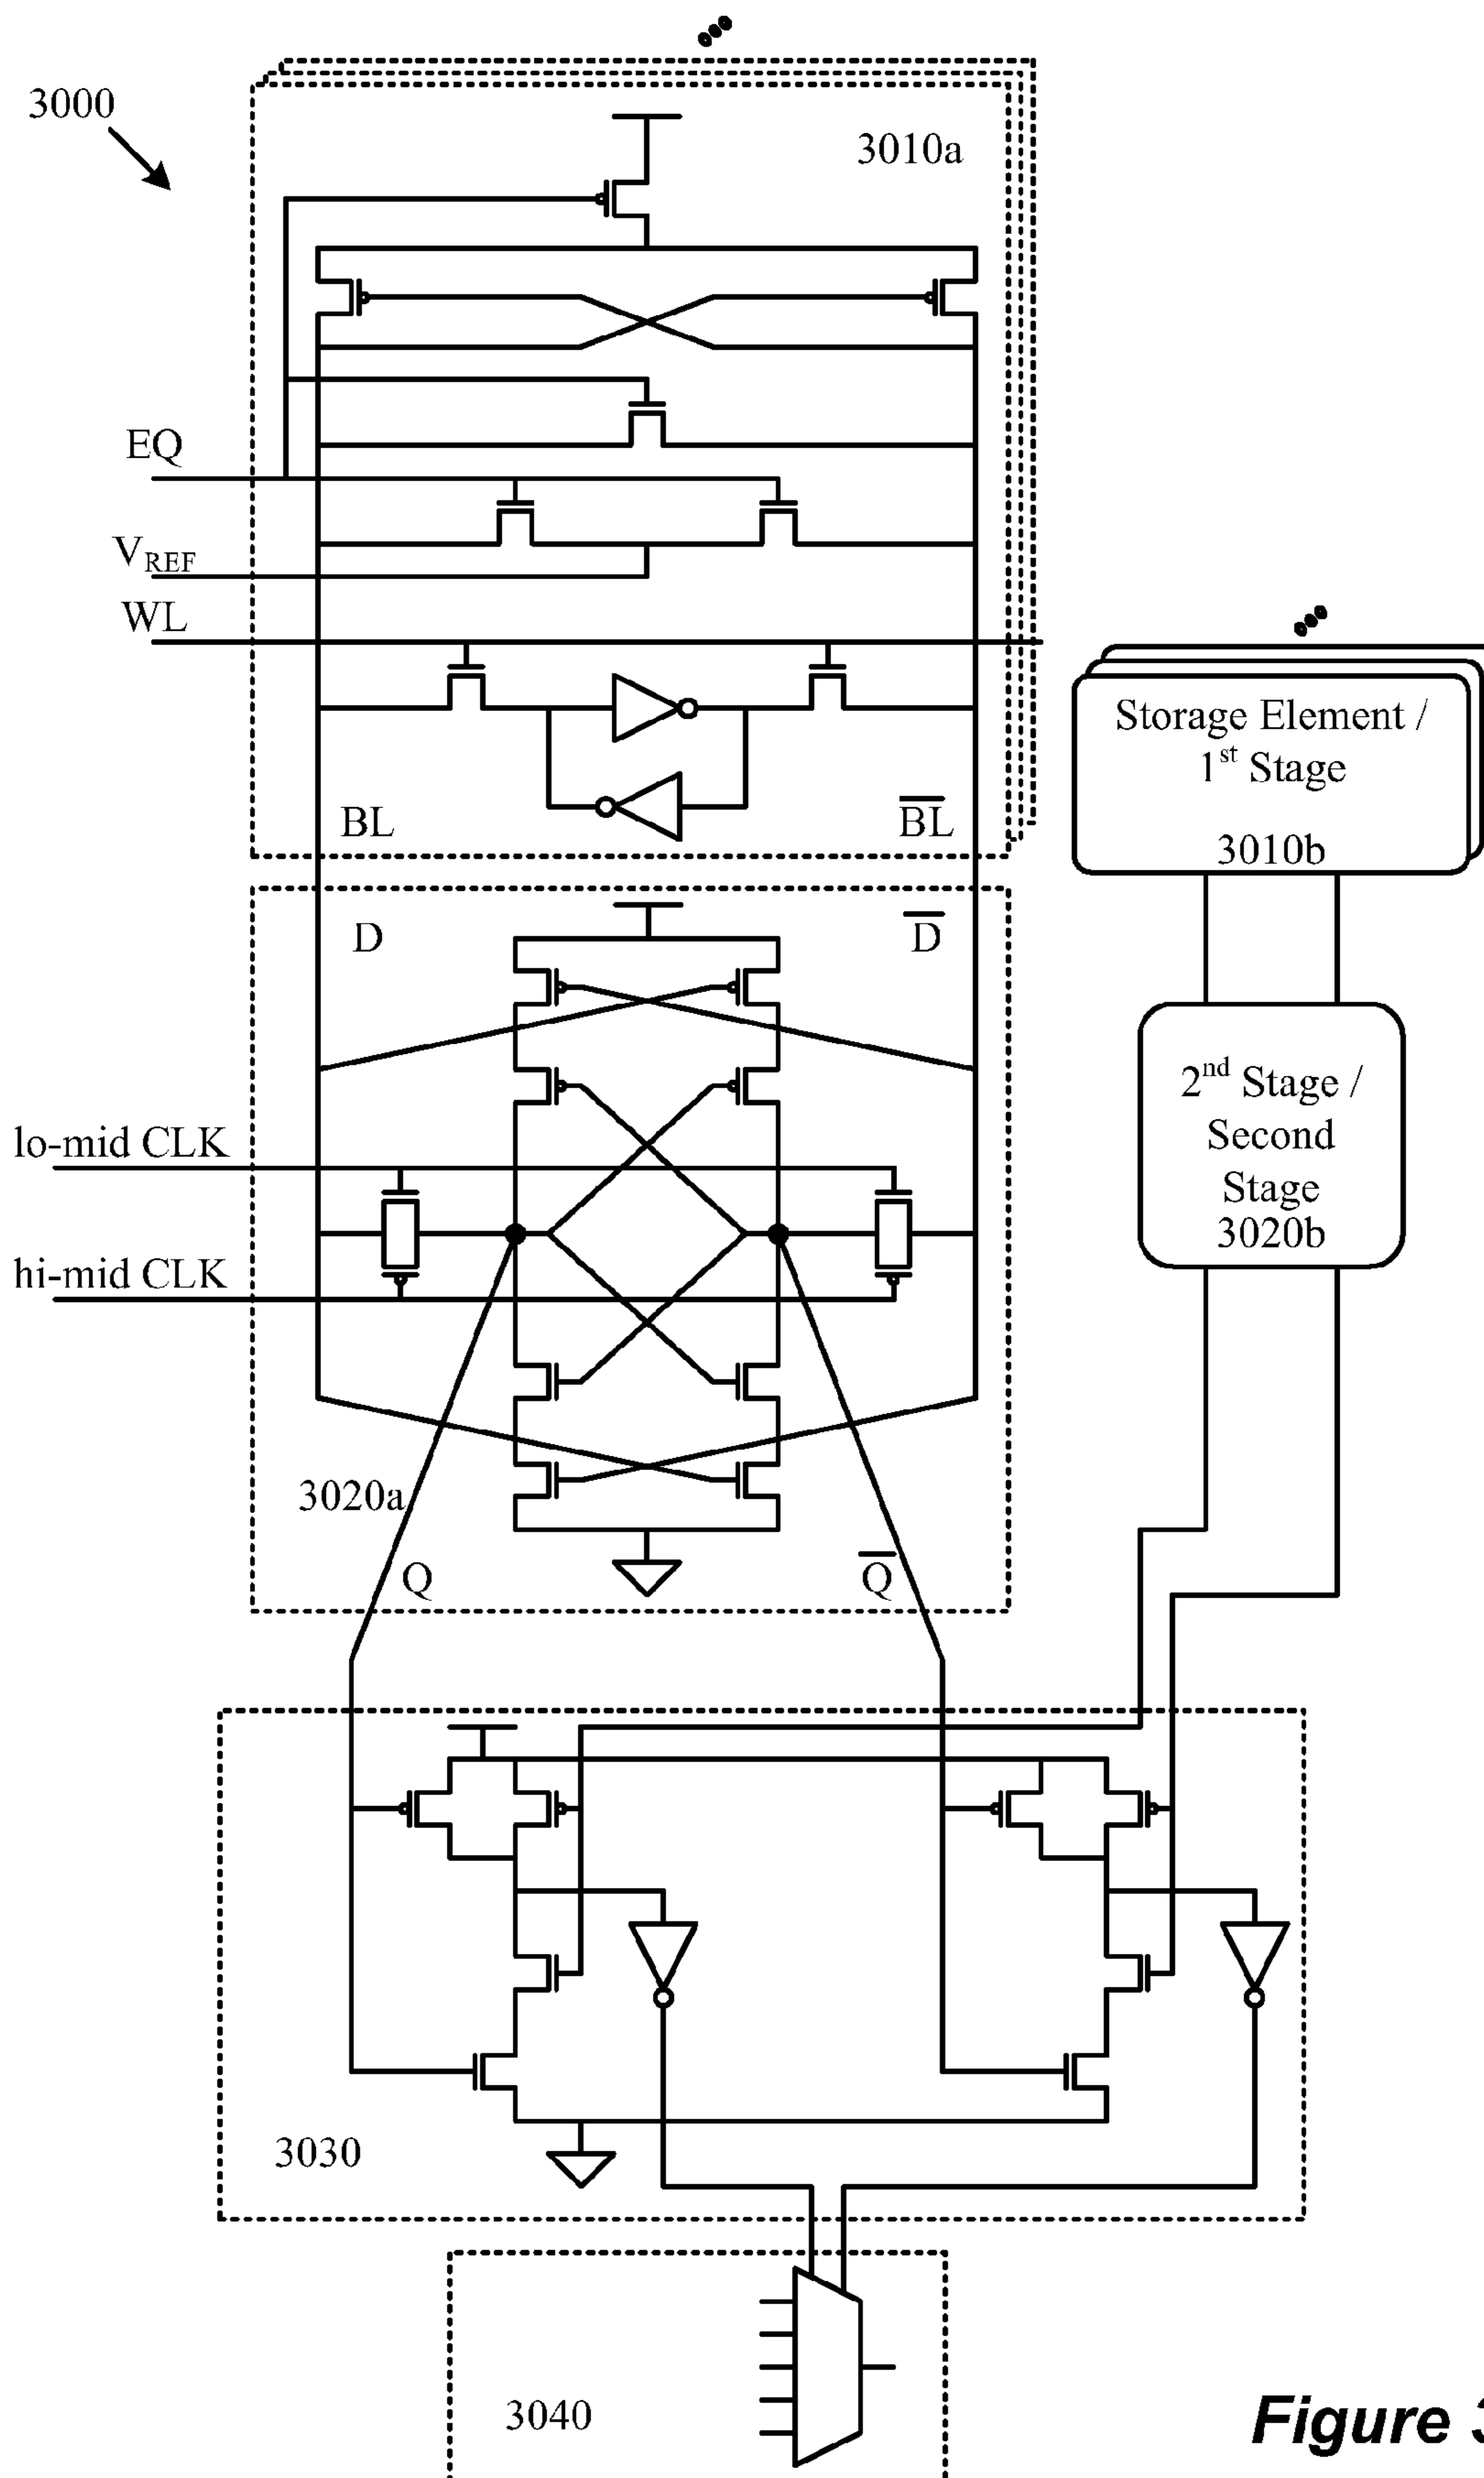 3000
3010a
EQ
VREF
WL
BL
BL
Storage Element /
1st Stage
3010b
D
D
2nd Stage /
Second
Stage
3020b
lo-mid CLK
hi-mid CLK
3020a
Q
Q
3030
3040
Figure 3